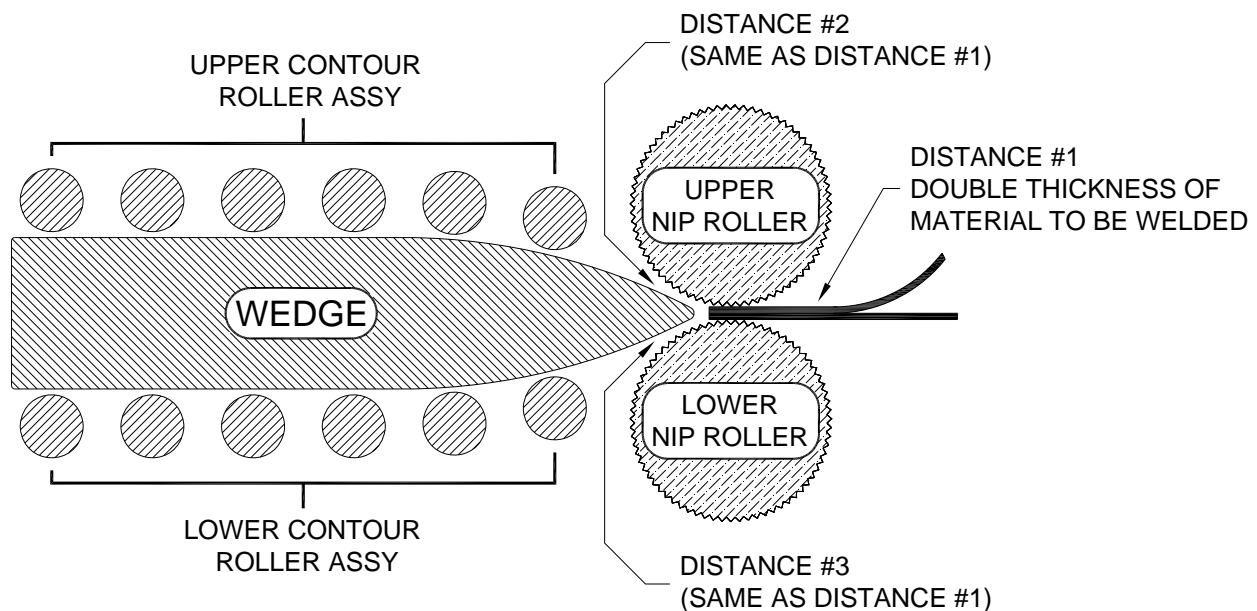 DISTANCE #2
(SAME AS DISTANCE #1)
UPPER CONTOUR
ROLLER ASSY
DISTANCE #1
DOUBLE THICKNESS OF
MATERIAL TO BE WELDED
UPPER
NIP ROLLER
WEDGE
LOWER
NIP ROLLER
LOWER CONTOUR
ROLLER ASSY
DISTANCE #3
(SAME AS DISTANCE #1)